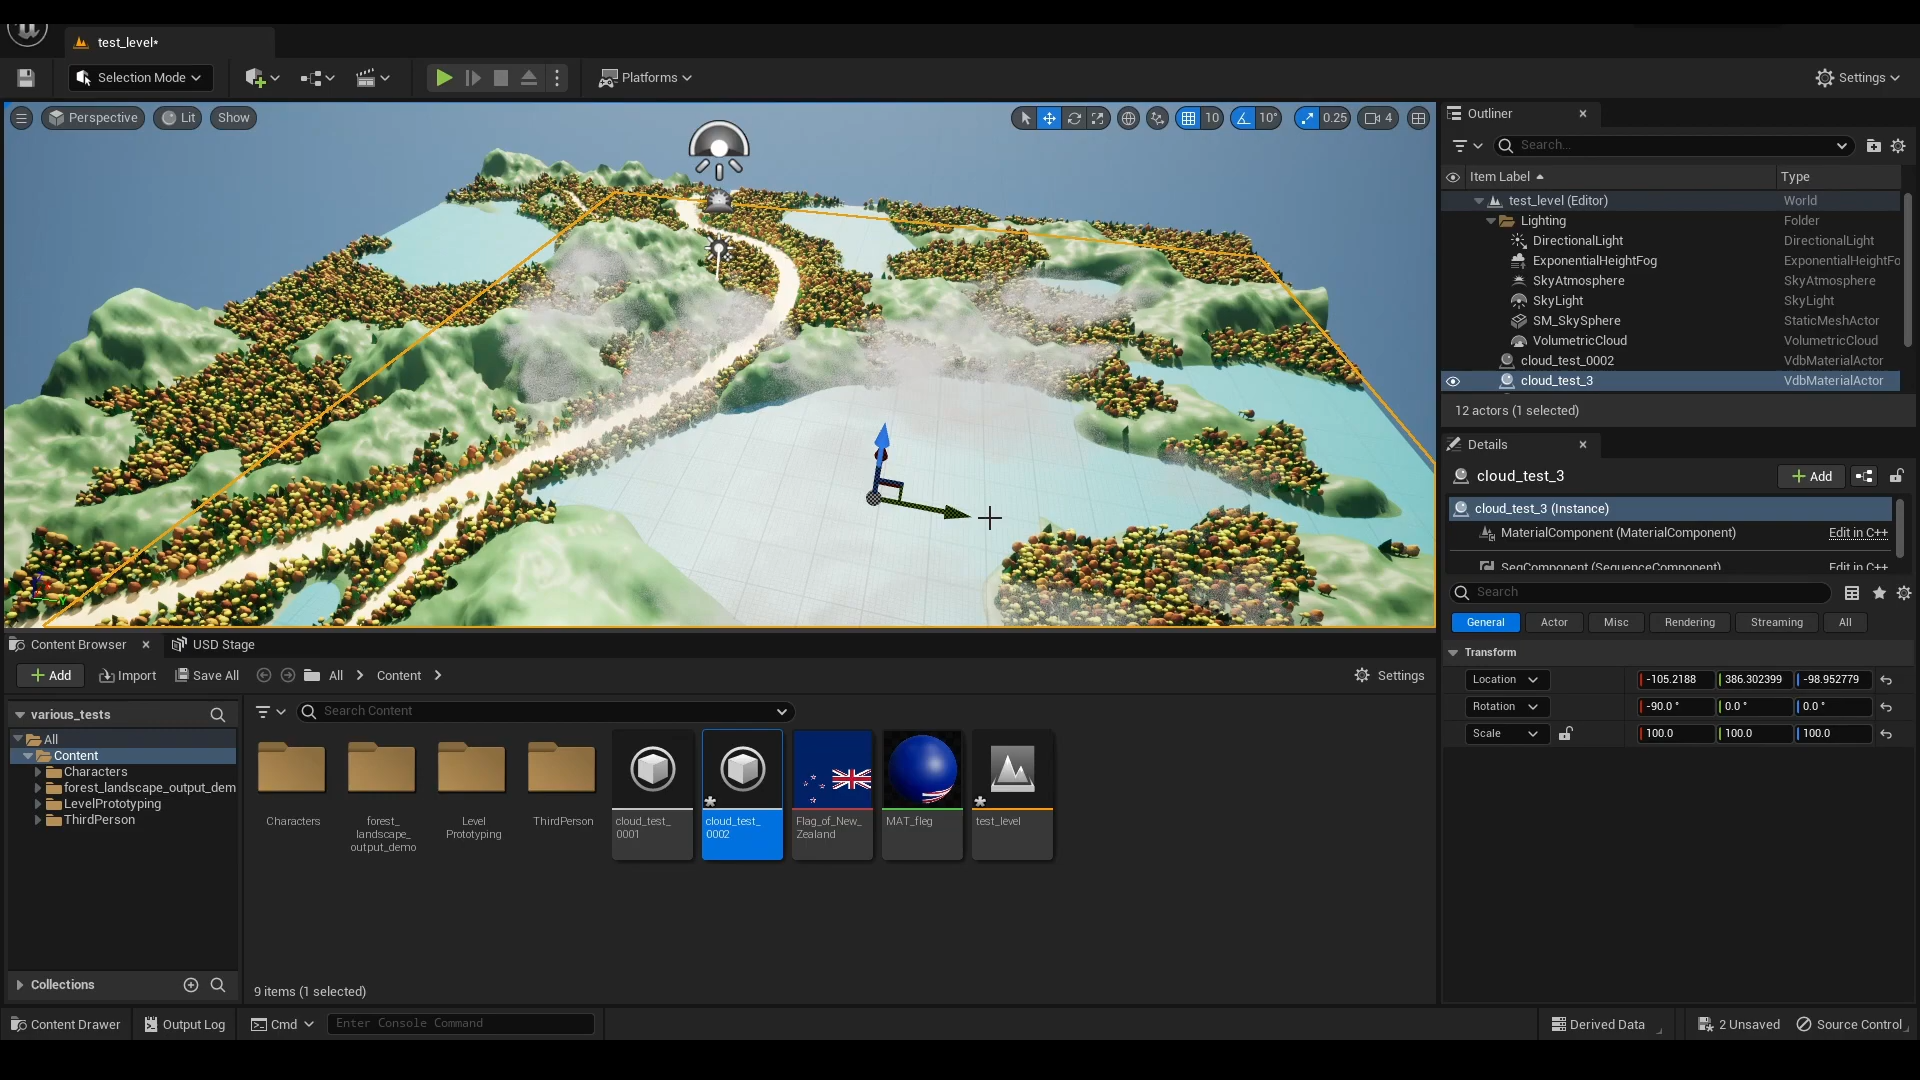 test_level*
Selection Mode
Platforms
Settings
Perspective
Lit
Show
10
10°
0.25
4
Outliner
Search...
Item Label
Type
test_level (Editor)
World
Lighting
Folder
DirectionalLight
DirectionalLight
ExponentialHeightFog
ExponentialHeightFo
SkyAtmosphere
SkyAtmosphere
SkyLight
SkyLight
SM_SkySphere
StaticMeshActor
VolumetricCloud
VolumetricCloud
cloud_test_0002
VdbMaterialActor
cloud_test_3
VdbMaterialActor
12 actors (1 selected)
Details
cloud_test_3
Add
cloud_test_3 (Instance)
MaterialComponent (MaterialComponent)
Edit in C++
SeqComponent (SequenceComponent)
Edit in C++
Search
General
Actor
Misc
Rendering
Streaming
All
Transform
Location
-105.2188
386.302399
-98.952779
Rotation
-90.0 °
0.0 °
0.0 °
Scale
100.0
100.0
100.0
Content Browser
USD Stage
Add
Import
Save All
All
Content
Settings
various_tests
Search Content
All
Content
Characters
forest_landscape_output_dem
LevelPrototyping
ThirdPerson
Characters
forest_
landscape_
output_demo
Level
Prototyping
ThirdPerson
cloud_test_
0001
cloud_test_
0002
Flag_of_New_
Zealand
MAT_fleg
test_level
Collections
9 items (1 selected)
Content Drawer
Output Log
Cmd
Enter Console Command
Derived Data
2 Unsaved
Source Control